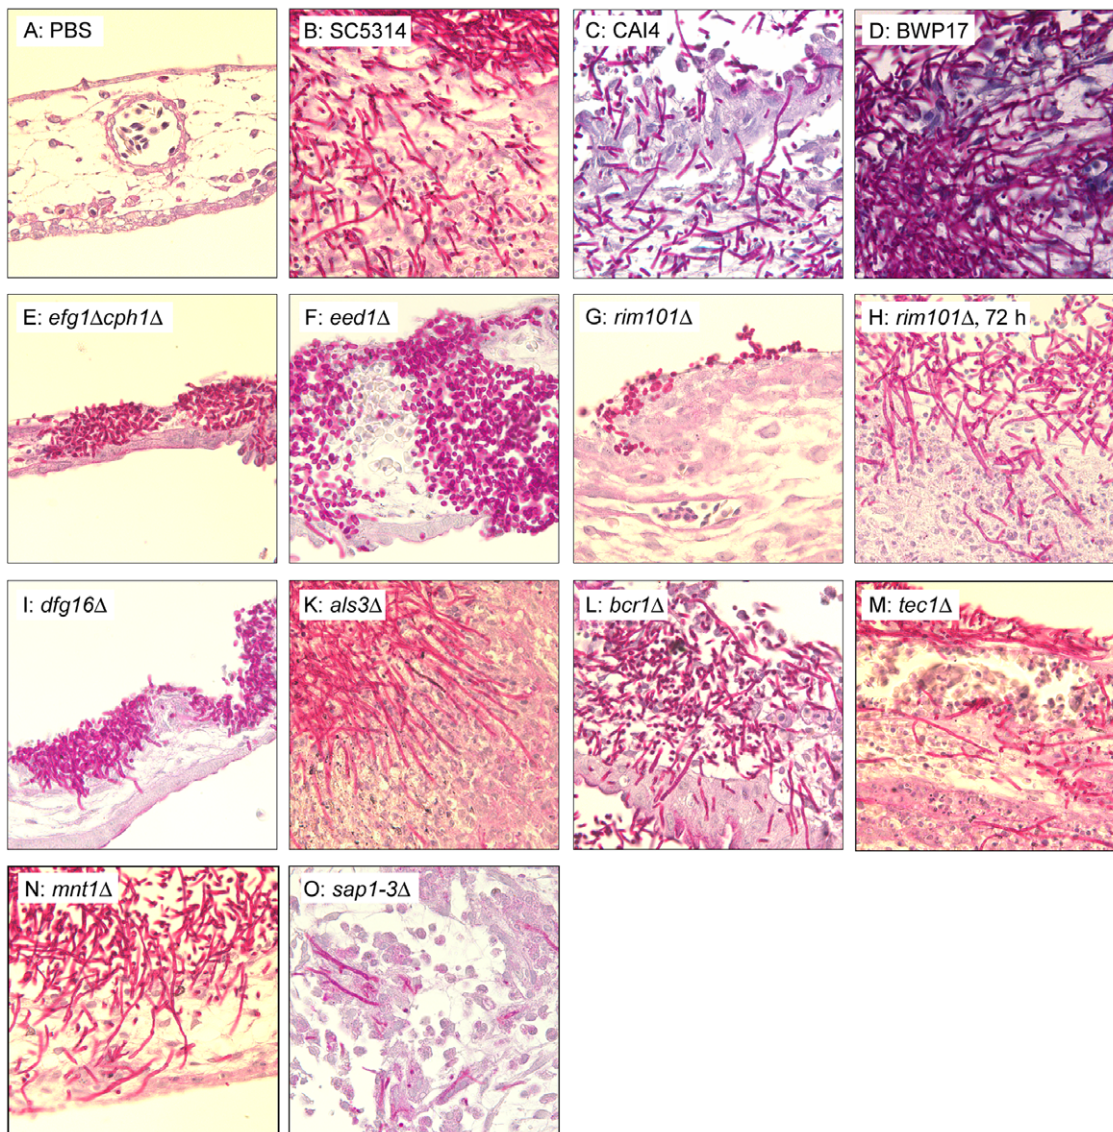 A: PBS
B: SC5314
C: CAI4
D: BWP17
E: efg1Δcph1Δ
F: eed1Δ
G: rim101Δ
H: rim101Δ, 72 h
I: dfg16Δ
K: als3Δ
L: bcr1Δ
M: tec1Δ
N: mnt1Δ
O: sap1-3Δ